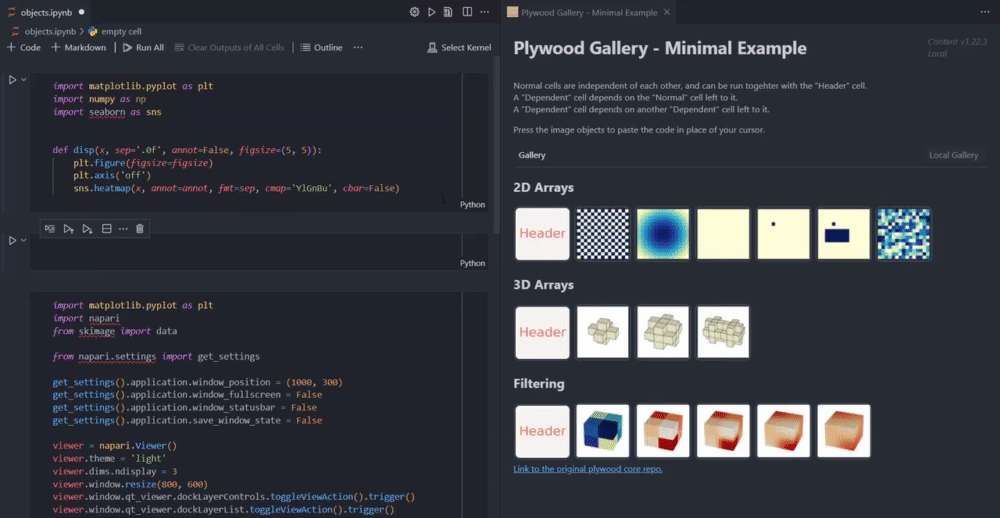 objects.ipynb
objects.ipynb > empty cell
+ Code + Markdown Run All Clear Outputs of All Cells Outline ... Select Kernel
import matplotlib.pyplot as plt
import numpy as np
import seaborn as sns
def disp(x, sep='.0f', annot=False, figsize=(5, 5)):
plt.figure(figsize=figsize)
plt.axis('off')
sns.heatmap(x, annot=annot, fmt=sep, cmap='YlGnBu', cbar=False)
Python
Python
import matplotlib.pyplot as plt
import napari
from skimage import data
from napari.settings import get_settings
get_settings().application.window_position = (1000, 300)
get_settings().application.window_fullscreen = False
get_settings().application.window_statusbar = False
get_settings().application.save_window_state = False
viewer = napari.Viewer()
viewer.theme = 'light'
viewer.dims.ndisplay = 3
viewer.window.resize(800, 600)
viewer.window.qt_viewer.dockLayerControls.toggleViewAction().trigger()
viewer.window.qt_viewer.dockLayerList.toggleViewAction().trigger()
Plywood Gallery - Minimal Example
Plywood Gallery - Minimal Example
Content v1.22.3
Local
Normal cells are independent of each other, and can be run togehter with the "Header" cell.
A "Dependent" cell depends on the "Normal" cell left to it.
A "Dependent" cell depends on another "Dependent" cell left to it.
Press the image objects to paste the code in place of your cursor.
Gallery Local Gallery
2D Arrays
Header
3D Arrays
Header
Filtering
Header
Link to the original plywood core repo.